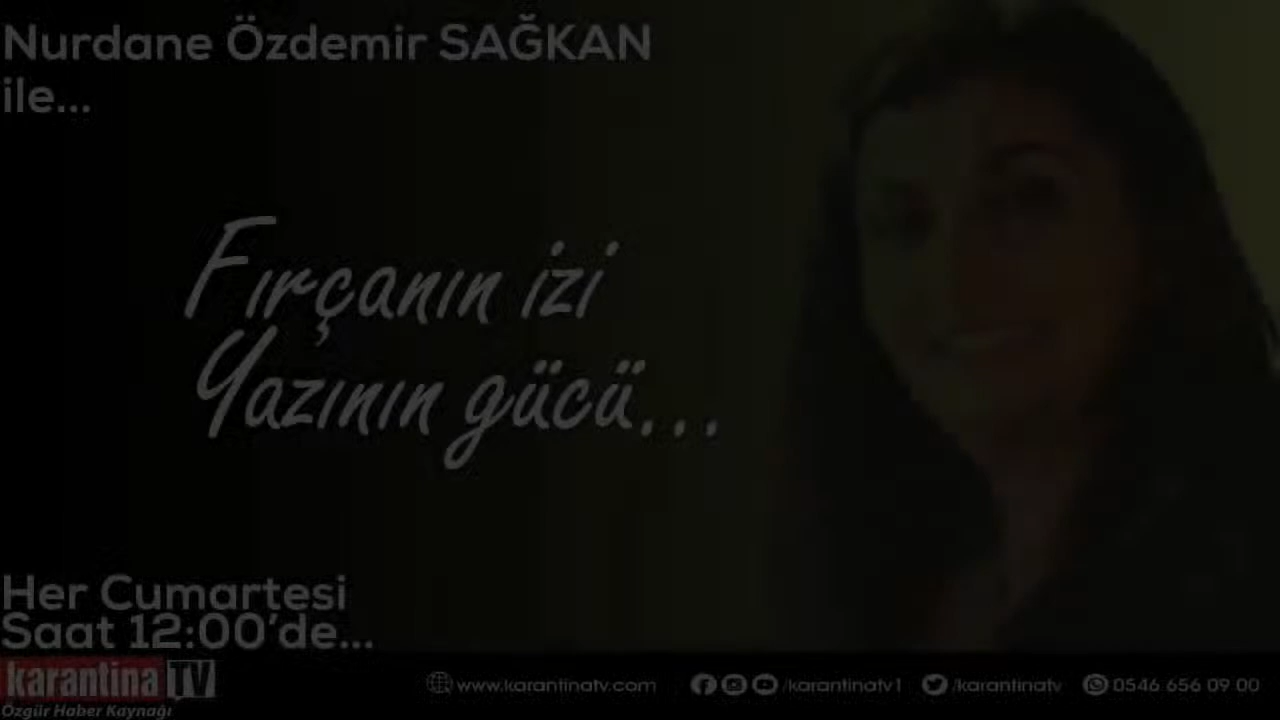 Nurdane Özdemir SAĞKAN
ile...
Fırçanın izi
Yazının gücü...
Her Cumartesi
Saat 12:00'de...
karantina TV
Özgür Haber Kaynağı
www.karantinatv.com
/karantinatv1
/karantinatv
0546 656 09 00